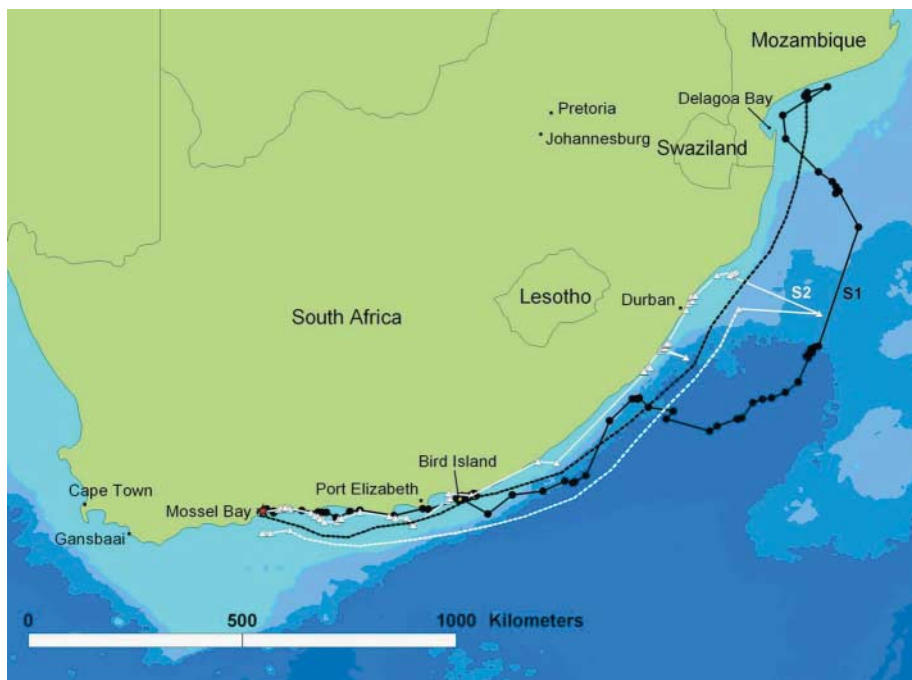 Mozambique
Delagoa Bay
Pretoria
Johannesburg
Swaziland
Lesotho
Durban
S2
S1
South Africa
Bird Island
Port Elizabeth
Cape Town
Mossel Bay
Gansbaai
0 500 1000 Kilometers